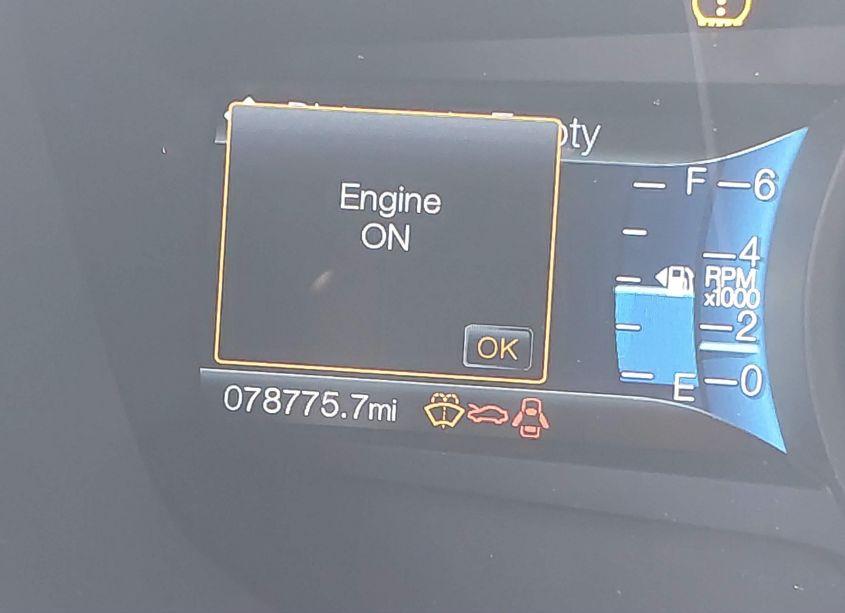 Engine
ON
OK
F
6
4
RPM
x1000
2
E
0
078775.7mi